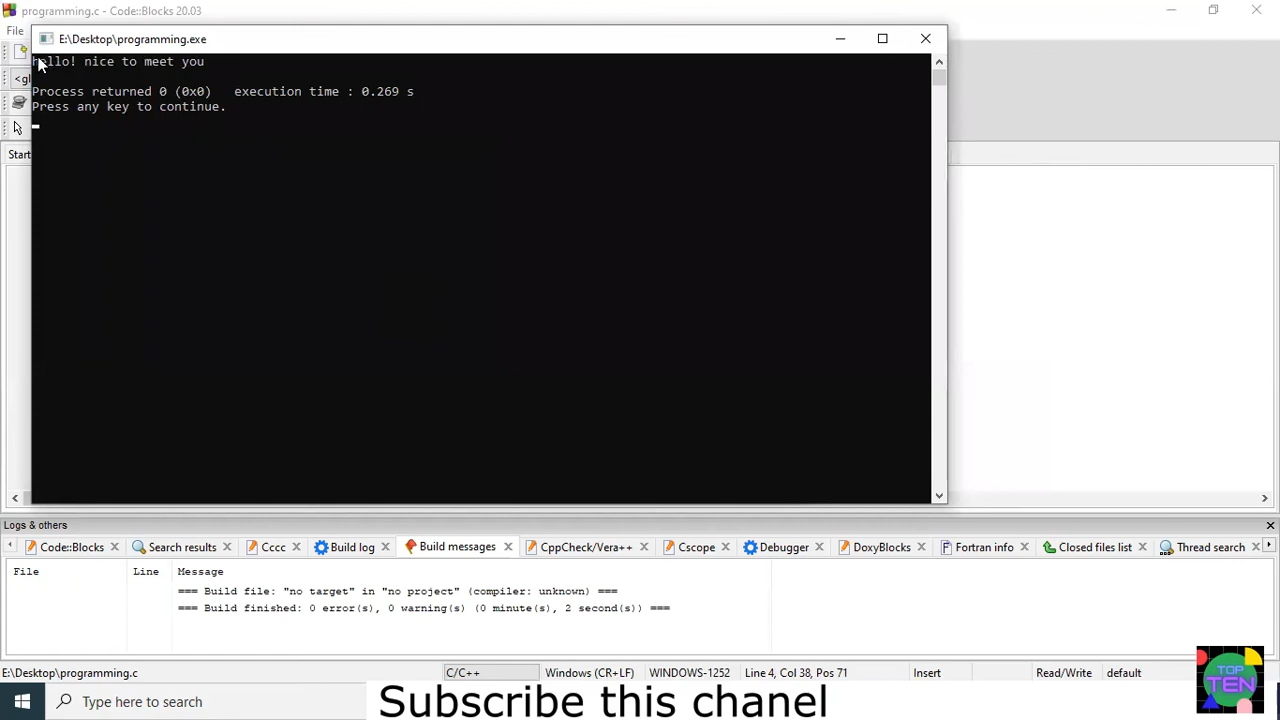 programming.c - Code::Blocks 20.03
File
E:\Desktop\programming.exe
hello! nice to meet you
Process returned 0 (0x0)   execution time : 0.269 s
Press any key to continue.
<gl
Start
Logs & others
Code::Blocks
Search results
Cccc
Build log
Build messages
CppCheck/Vera++
Cscope
Debugger
DoxyBlocks
Fortran info
Closed files list
Thread search
File Line Message
=== Build file: "no target" in "no project" (compiler: unknown) ===
=== Build finished: 0 error(s), 0 warning(s) (0 minute(s), 2 second(s)) ===
E:\Desktop\programming.c C/C++ Windows (CR+LF) WINDOWS-1252 Line 4, Col 38, Pos 71 Insert Read/Write default
Type here to search
Subscribe this chanel
TOP
TEN